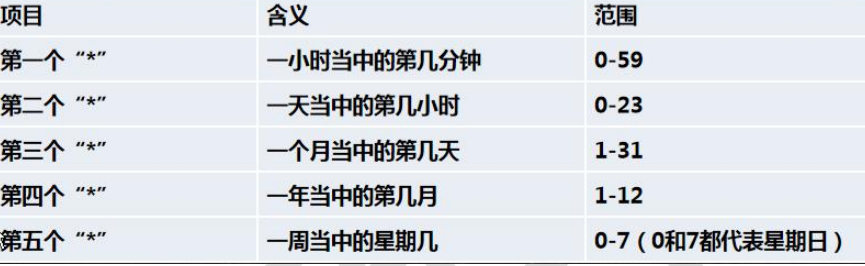 项目 含义 范围
第一个“*” 一小时当中的第几分钟 0-59
第二个“*” 一天当中的第几小时 0-23
第三个“*” 一个月当中的第几天 1-31
第四个“*” 一年当中的第几月 1-12
第五个“*” 一周当中的星期几 0-7（0和7都代表星期日）